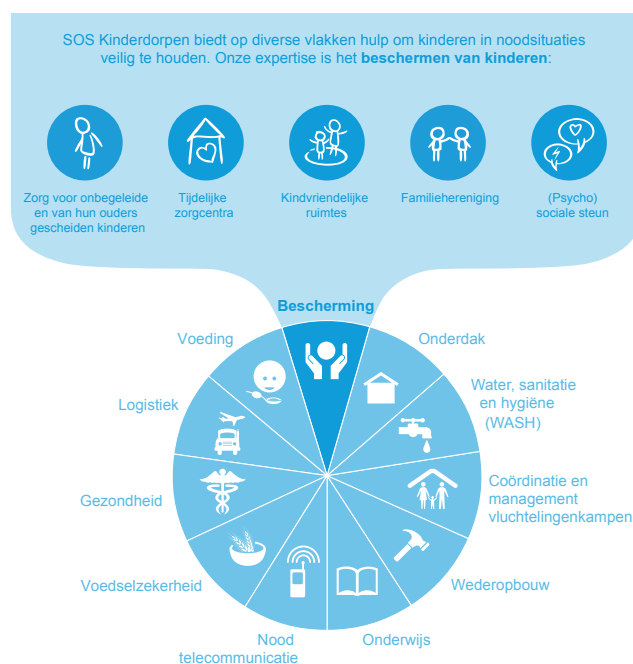 SOS Kinderdorpen biedt op diverse vlakken hulp om kinderen in noodsituaties
veilig te houden. Onze expertise is het beschermen van kinderen:
Zorg voor onbegeleide
en van hun ouders
gescheiden kinderen
Tijdelijke
zorgcentra
Kindvriendelijke
ruimtes
Familiehereniging
(Psycho)
sociale steun
Bescherming
Onderdak
Water, sanitatie
en hygiëne
(WASH)
Coördinatie en
management
vluchtelingenkampen
Wederopbouw
Onderwijs
Nood
telecommunicatie
Voedselzekerheid
Gezondheid
Logistiek
Voeding